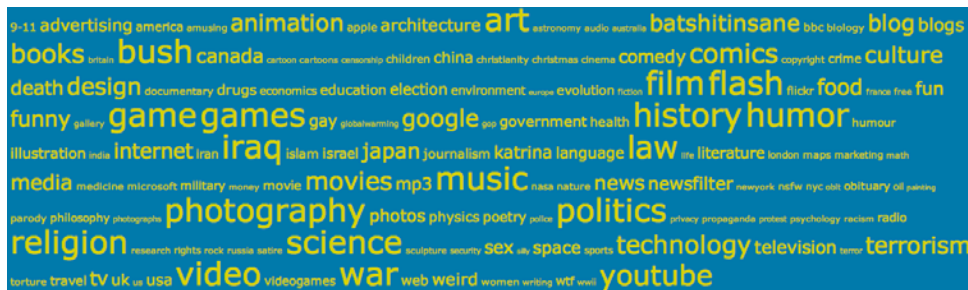 9-11 advertising america amusing animation apple architecture art astronomy audio australia batshitinsane bbc biology blog blogs
books britain bush canada cartoon cartoons censorship children china christianity christmas cinema comedy comics copyright crime culture
death design documentary drugs economics education election environment europe evolution fiction film flash flickr food france free fun
funny gallery game games gay globalwarming google gop government health history humor humour
illustration india internet iran iraq islam israel japan journalism katrina language law life literature london maps marketing math
media medicine microsoft military money movie movies mp3 music nasa nature news newsfilter newyork nsfw nyc obit obituary oil painting
parody philosophy photographs photography photos physics poetry police politics privacy propaganda protest psychology racism radio
religion research rights rock russia satire science sculpture security sex silly space sports technology television terror terrorism
torture travel tv uk us usa video videogames war web weird women writing wtf wwii youtube